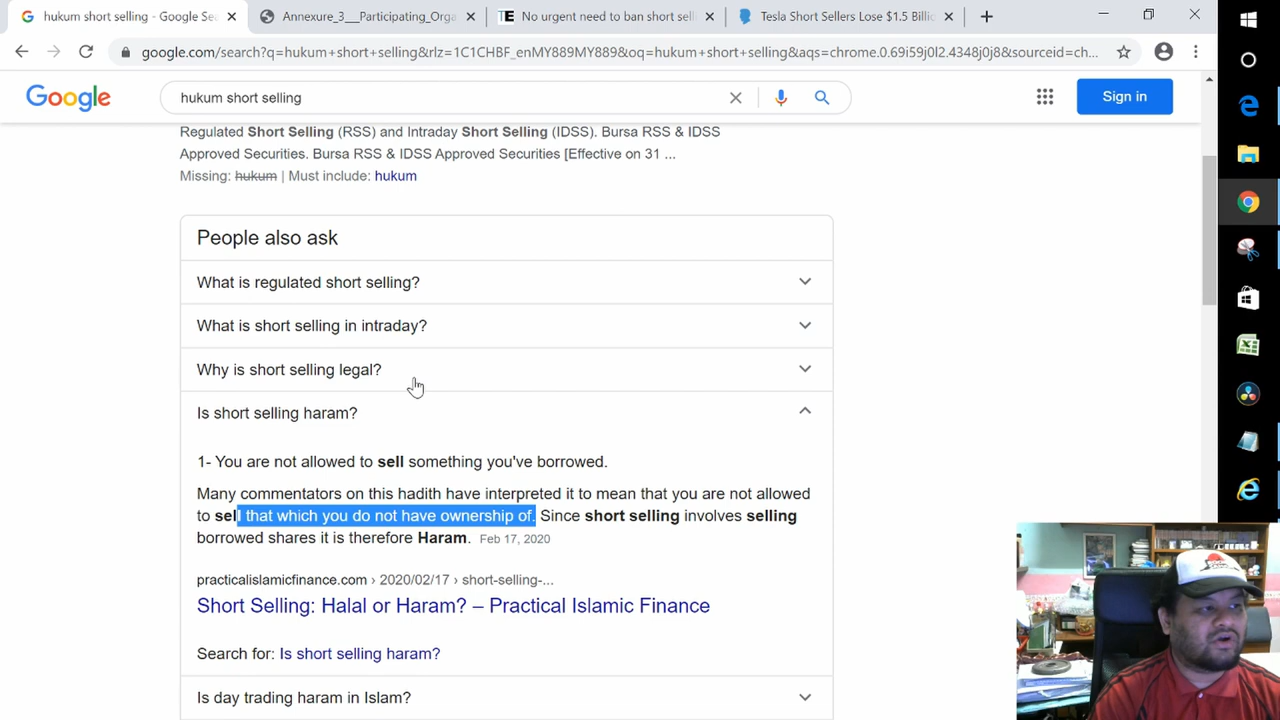 hukum short selling - Google Sea
Annexure_3___Participating_Orga
TE No urgent need to ban short sell
Tesla Short Sellers Lose $1.5 Billi
google.com/search?q=hukum+short+selling&rlz=1C1CHBF_enMY889MY889&oq=hukum+short+selling&aqs=chrome.0.69i59j0l2.4348j0j8&sourceid=ch...
Google
hukum short selling
Sign in
Regulated Short Selling (RSS) and Intraday Short Selling (IDSS). Bursa RSS & IDSS
Approved Securities. Bursa RSS & IDSS Approved Securities [Effective on 31 ...
Missing: hukum | Must include: hukum
People also ask
What is regulated short selling?
What is short selling in intraday?
Why is short selling legal?
Is short selling haram?
1- You are not allowed to sell something you've borrowed.
Many commentators on this hadith have interpreted it to mean that you are not allowed
to sell that which you do not have ownership of. Since short selling involves selling
borrowed shares it is therefore Haram. Feb 17, 2020
practicalislamicfinance.com › 2020/02/17 › short-selling-...
Short Selling: Halal or Haram? – Practical Islamic Finance
Search for: Is short selling haram?
Is day trading haram in Islam?